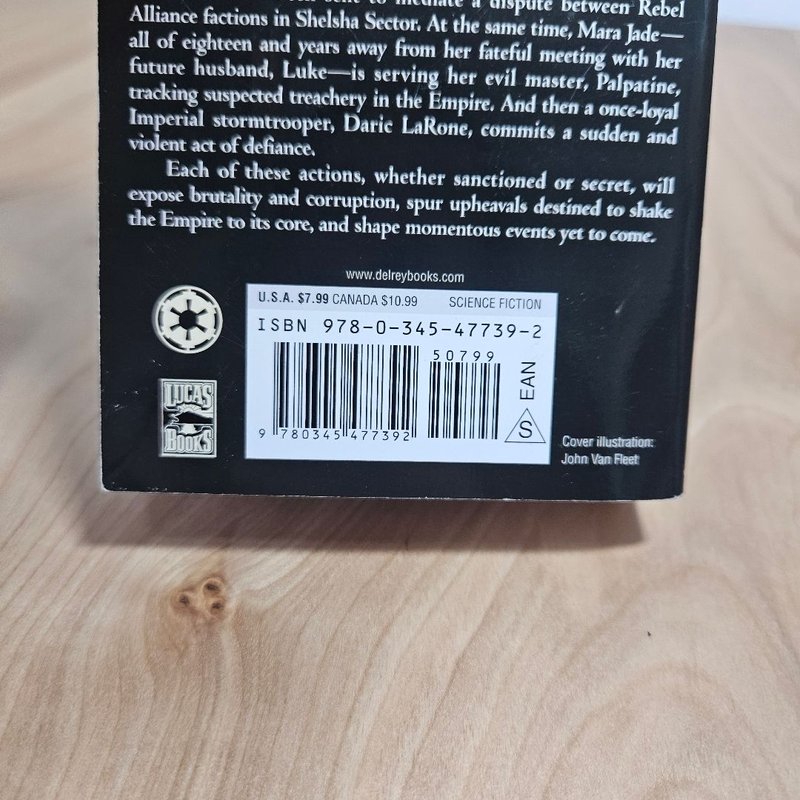 to mediate a dispute between Rebel
Alliance factions in Shelsha Sector. At the same time, Mara Jade—
all of eighteen and years away from her fateful meeting with her
future husband, Luke—is serving her evil master, Palpatine,
tracking suspected treachery in the Empire. And then a once-loyal
Imperial stormtrooper, Daric LaRone, commits a sudden and
violent act of defiance.
Each of these actions, whether sanctioned or secret, will
expose brutality and corruption, spur upheavals destined to shake
the Empire to its core, and shape momentous events yet to come.
www.delreybooks.com
U.S.A. $7.99 CANADA $10.99 SCIENCE FICTION
ISBN 978-0-345-47739-2
50799
9 780345 477392
EAN
S
LUCAS
BOOKS
Cover illustration:
John Van Fleet